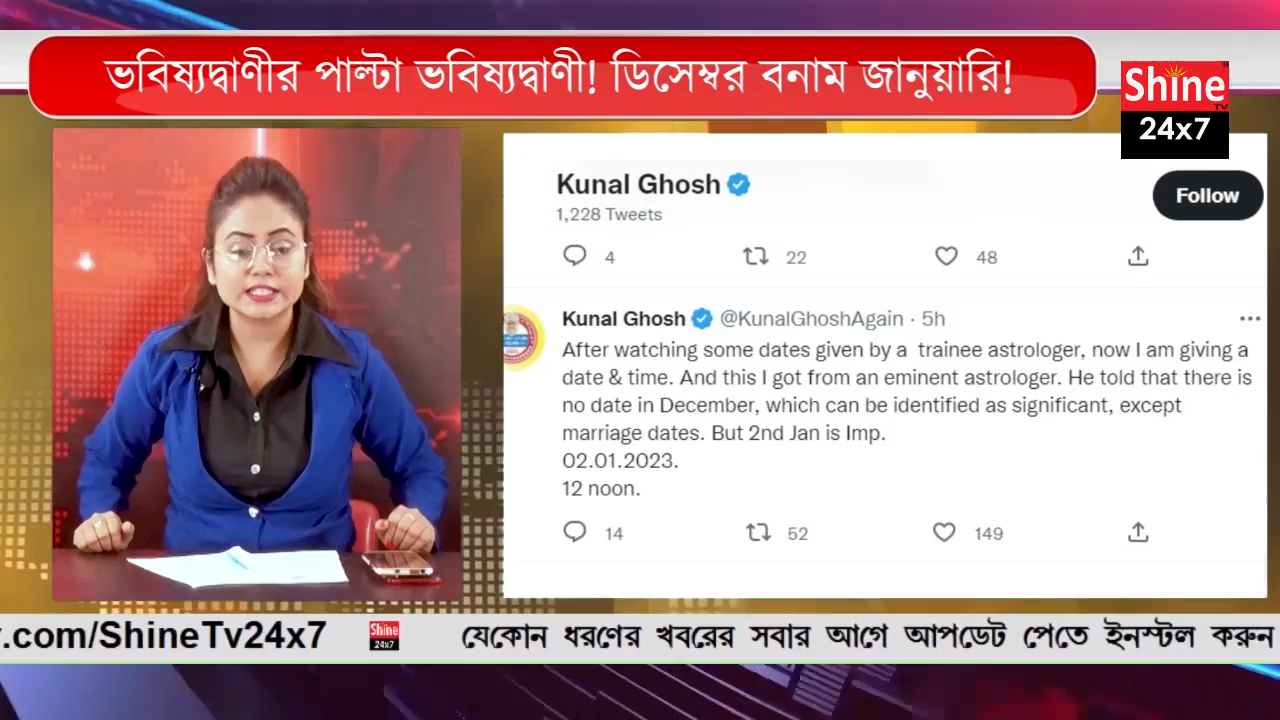 ভবিষ্যদ্বাণীর পাল্টা ভবিষ্যদ্বাণী! ডিসেম্বর বনাম জানুয়ারি!
Shine
TV
24x7
Kunal Ghosh
1,228 Tweets
Follow
4 22 48
Kunal Ghosh @KunalGhoshAgain · 5h
After watching some dates given by a trainee astrologer, now I am giving a
date & time. And this I got from an eminent astrologer. He told that there is
no date in December, which can be identified as significant, except
marriage dates. But 2nd Jan is Imp.
02.01.2023.
12 noon.
14 52 149
.com/ShineTv24x7 Shine 24x7 যেকোন ধরণের খবরের সবার আগে আপডেট পেতে ইনস্টল করুন